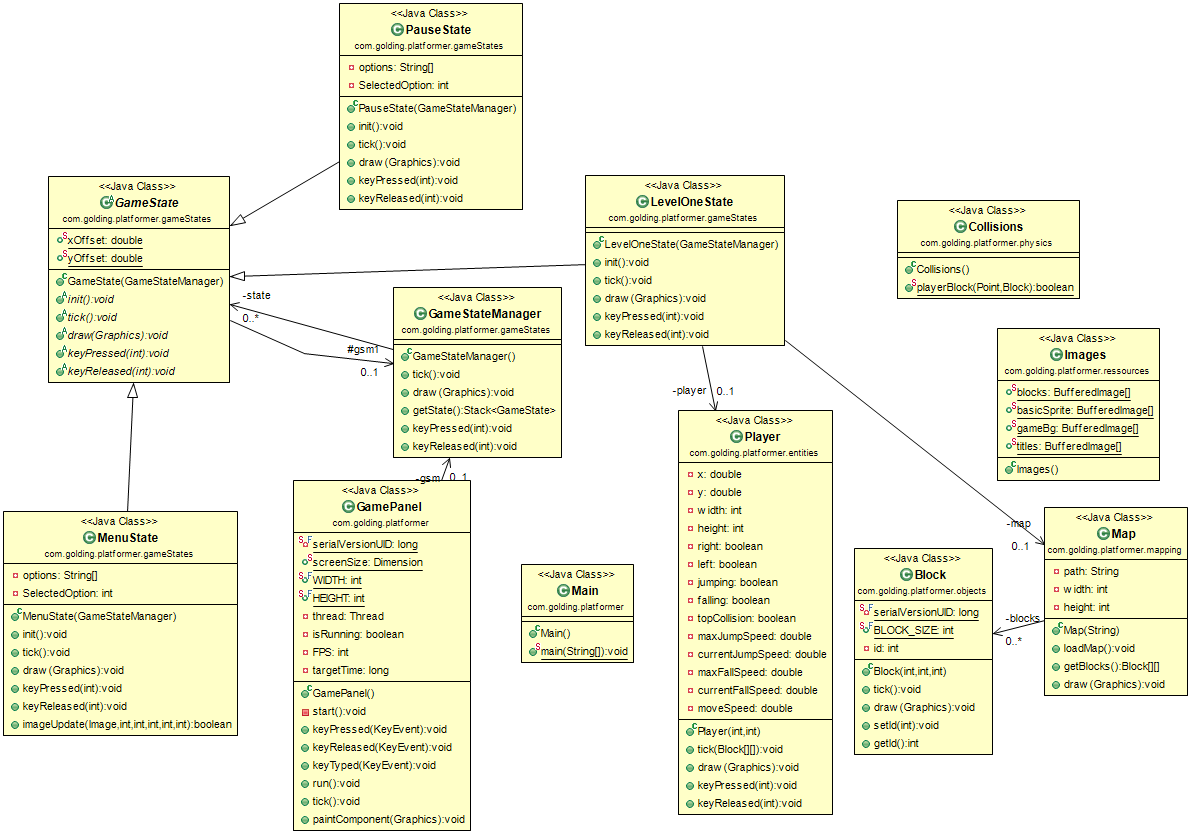 <<Java Class>>
PauseState
com.golding.platformer.gameStates
options: String[]
SelectedOption: int
PauseState(GameStateManager)
init():void
tick():void
draw(Graphics):void
keyPressed(int):void
keyReleased(int):void
<<Java Class>>
GameState
com.golding.platformer.gameStates
xOffset: double
yOffset: double
GameState(GameStateManager)
init():void
tick():void
draw(Graphics):void
keyPressed(int):void
keyReleased(int):void
<<Java Class>>
LevelOneState
com.golding.platformer.gameStates
LevelOneState(GameStateManager)
init():void
tick():void
draw(Graphics):void
keyPressed(int):void
keyReleased(int):void
<<Java Class>>
Collisions
com.golding.platformer.physics
Collisions()
playerBlock(Point,Block):boolean
-state
0..*
#gsm1
0..1
<<Java Class>>
GameStateManager
com.golding.platformer.gameStates
GameStateManager()
tick():void
draw(Graphics):void
getState():Stack<GameState>
keyPressed(int):void
keyReleased(int):void
<<Java Class>>
Images
com.golding.platformer.ressources
blocks: BufferedImage[]
basicSprite: BufferedImage[]
gameBg: BufferedImage[]
titles: BufferedImage[]
Images()
-player
0..1
<<Java Class>>
Player
com.golding.platformer.entities
x: double
y: double
width: int
height: int
right: boolean
left: boolean
jumping: boolean
falling: boolean
topCollision: boolean
maxJumpSpeed: double
currentJumpSpeed: double
maxFallSpeed: double
currentFallSpeed: double
moveSpeed: double
Player(int,int)
tick(Block[][]):void
draw(Graphics):void
keyPressed(int):void
keyReleased(int):void
-gsm
0..1
<<Java Class>>
GamePanel
com.golding.platformer
serialVersionUID: long
screenSize: Dimension
WIDTH: int
HEIGHT: int
thread: Thread
isRunning: boolean
FPS: int
targetTime: long
GamePanel()
start():void
keyPressed(KeyEvent):void
keyReleased(KeyEvent):void
keyTyped(KeyEvent):void
run():void
tick():void
paintComponent(Graphics):void
<<Java Class>>
MenuState
com.golding.platformer.gameStates
options: String[]
SelectedOption: int
MenuState(GameStateManager)
init():void
tick():void
draw(Graphics):void
keyPressed(int):void
keyReleased(int):void
imageUpdate(Image,int,int,int,int,int):boolean
<<Java Class>>
Main
com.golding.platformer
Main()
main(String[]):void
-map
0..1
<<Java Class>>
Map
com.golding.platformer.mapping
path: String
width: int
height: int
Map(String)
loadMap():void
getBlocks():Block[][]
draw(Graphics):void
<<Java Class>>
Block
com.golding.platformer.objects
serialVersionUID: long
BLOCK_SIZE: int
id: int
Block(int,int,int)
tick():void
draw(Graphics):void
setId(int):void
getId():int
-blocks
0..*